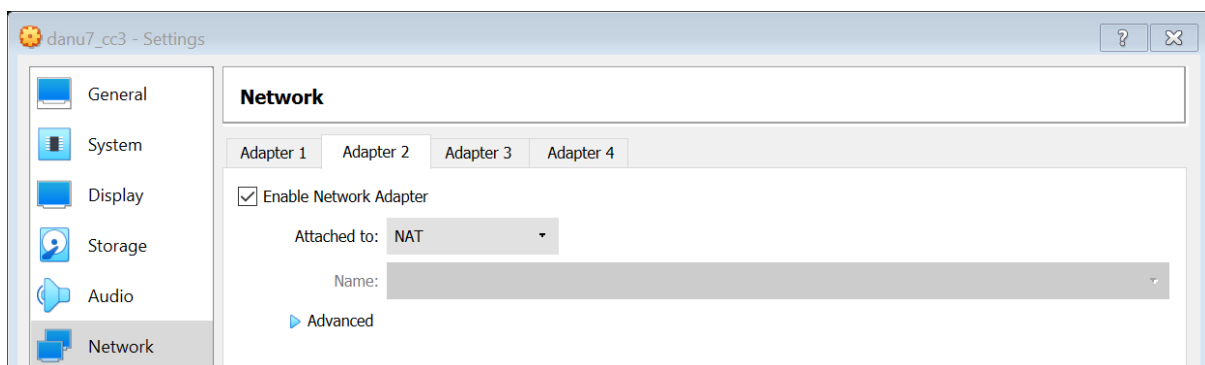 danu7_cc3 - Settings
General
System
Display
Storage
Audio
Network
Network
Adapter 1 Adapter 2 Adapter 3 Adapter 4
Enable Network Adapter
Attached to: NAT
Name:
Advanced